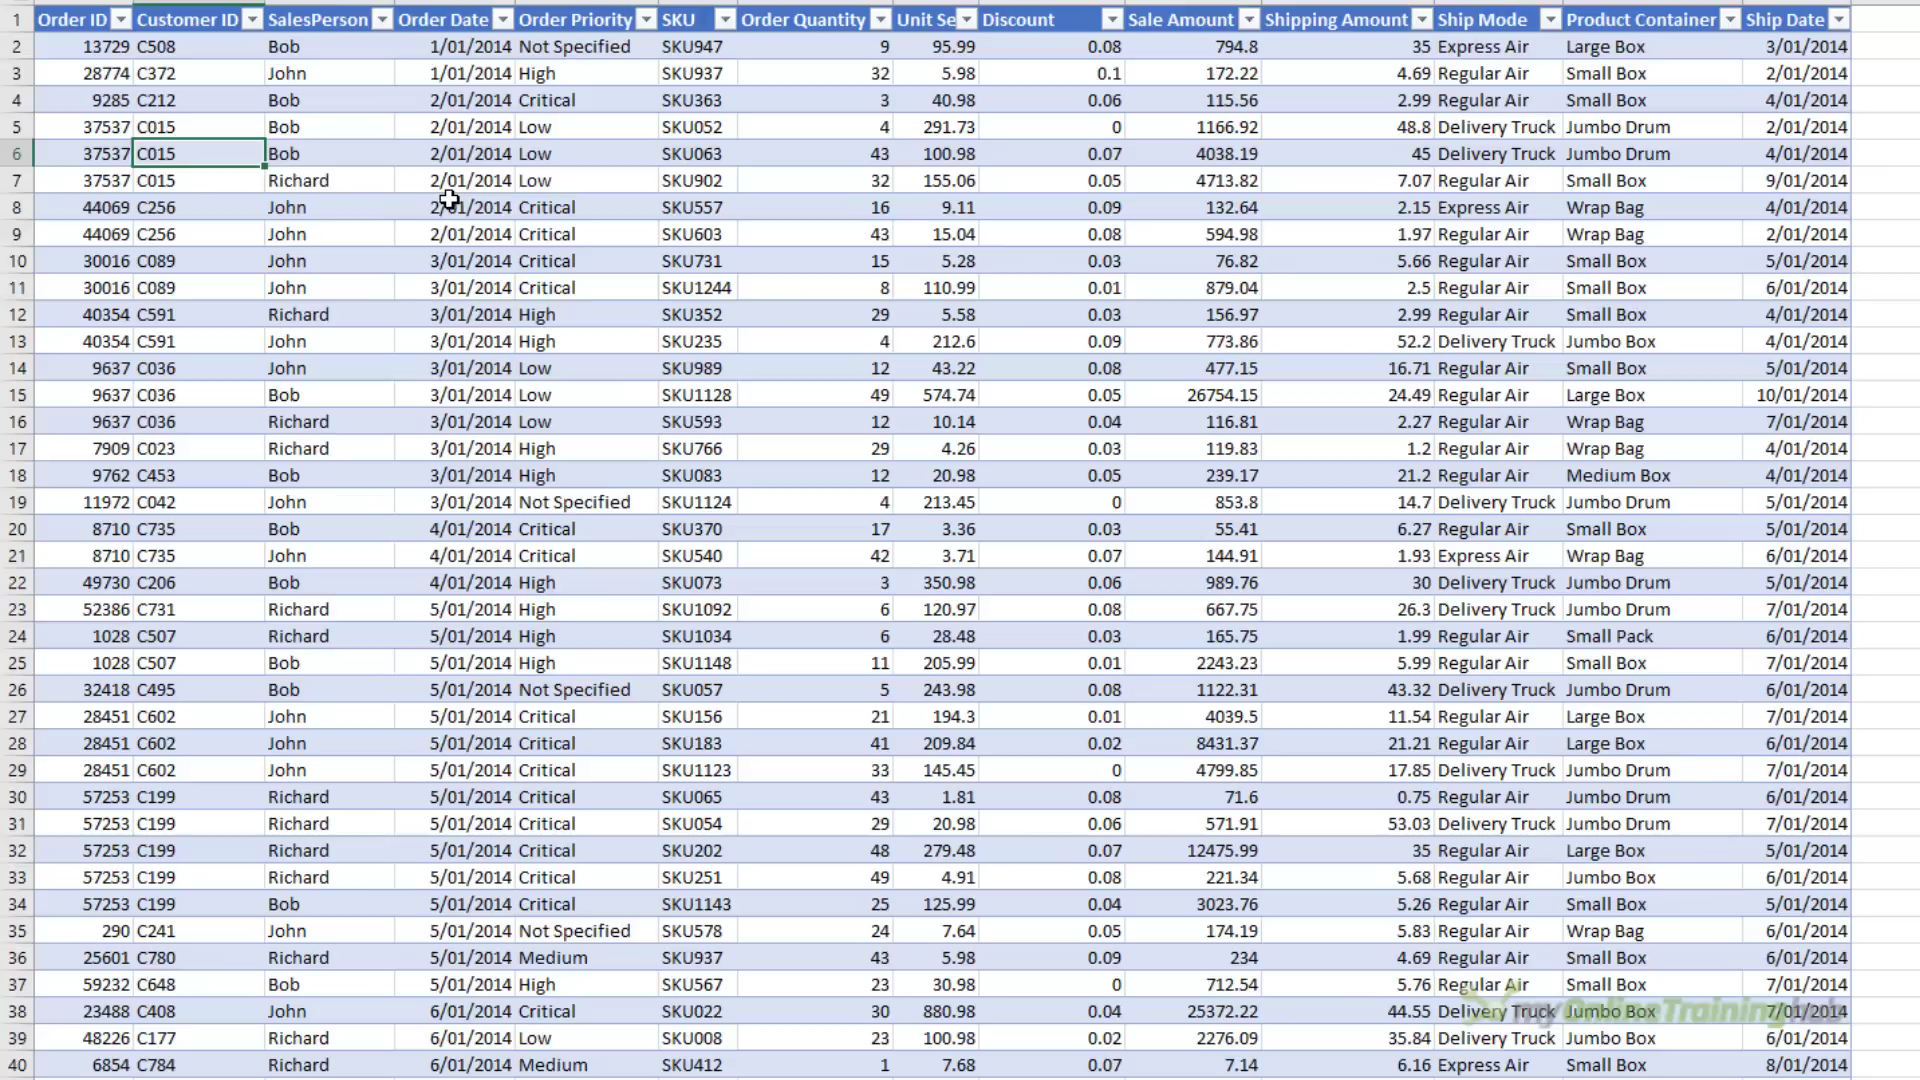 1 Order ID Customer ID SalesPerson Order Date Order Priority SKU Order Quantity Unit Se Discount Sale Amount Shipping Amount Ship Mode Product Container Ship Date
2 13729 C508 Bob 1/01/2014 Not Specified SKU947 9 95.99 0.08 794.8 35 Express Air Large Box 3/01/2014
3 28774 C372 John 1/01/2014 High SKU937 32 5.98 0.1 172.22 4.69 Regular Air Small Box 2/01/2014
4 9285 C212 Bob 2/01/2014 Critical SKU363 3 40.98 0.06 115.56 2.99 Regular Air Small Box 4/01/2014
5 37537 C015 Bob 2/01/2014 Low SKU052 4 291.73 0 1166.92 48.8 Delivery Truck Jumbo Drum 2/01/2014
6 37537 C015 Bob 2/01/2014 Low SKU063 43 100.98 0.07 4038.19 45 Delivery Truck Jumbo Drum 4/01/2014
7 37537 C015 Richard 2/01/2014 Low SKU902 32 155.06 0.05 4713.82 7.07 Regular Air Small Box 9/01/2014
8 44069 C256 John 2/01/2014 Critical SKU557 16 9.11 0.09 132.64 2.15 Express Air Wrap Bag 4/01/2014
9 44069 C256 John 2/01/2014 Critical SKU603 43 15.04 0.08 594.98 1.97 Regular Air Wrap Bag 2/01/2014
10 30016 C089 John 3/01/2014 Critical SKU731 15 5.28 0.03 76.82 5.66 Regular Air Small Box 5/01/2014
11 30016 C089 John 3/01/2014 Critical SKU1244 8 110.99 0.01 879.04 2.5 Regular Air Small Box 6/01/2014
12 40354 C591 Richard 3/01/2014 High SKU352 29 5.58 0.03 156.97 2.99 Regular Air Small Box 4/01/2014
13 40354 C591 John 3/01/2014 High SKU235 4 212.6 0.09 773.86 52.2 Delivery Truck Jumbo Box 4/01/2014
14 9637 C036 John 3/01/2014 Low SKU989 12 43.22 0.08 477.15 16.71 Regular Air Small Box 5/01/2014
15 9637 C036 Bob 3/01/2014 Low SKU1128 49 574.74 0.05 26754.15 24.49 Regular Air Large Box 10/01/2014
16 9637 C036 Richard 3/01/2014 Low SKU593 12 10.14 0.04 116.81 2.27 Regular Air Wrap Bag 7/01/2014
17 7909 C023 Richard 3/01/2014 High SKU766 29 4.26 0.03 119.83 1.2 Regular Air Wrap Bag 4/01/2014
18 9762 C453 Bob 3/01/2014 High SKU083 12 20.98 0.05 239.17 21.2 Regular Air Medium Box 4/01/2014
19 11972 C042 John 3/01/2014 Not Specified SKU1124 4 213.45 0 853.8 14.7 Delivery Truck Jumbo Drum 5/01/2014
20 8710 C735 Bob 4/01/2014 Critical SKU370 17 3.36 0.03 55.41 6.27 Regular Air Small Box 5/01/2014
21 8710 C735 John 4/01/2014 Critical SKU540 42 3.71 0.07 144.91 1.93 Express Air Wrap Bag 6/01/2014
22 49730 C206 Bob 4/01/2014 High SKU073 3 350.98 0.06 989.76 30 Delivery Truck Jumbo Drum 5/01/2014
23 52386 C731 Richard 5/01/2014 High SKU1092 6 120.97 0.08 667.75 26.3 Delivery Truck Jumbo Drum 7/01/2014
24 1028 C507 Richard 5/01/2014 High SKU1034 6 28.48 0.03 165.75 1.99 Regular Air Small Pack 6/01/2014
25 1028 C507 Bob 5/01/2014 High SKU1148 11 205.99 0.01 2243.23 5.99 Regular Air Small Box 7/01/2014
26 32418 C495 Bob 5/01/2014 Not Specified SKU057 5 243.98 0.08 1122.31 43.32 Delivery Truck Jumbo Drum 6/01/2014
27 28451 C602 John 5/01/2014 Critical SKU156 21 194.3 0.01 4039.5 11.54 Regular Air Large Box 7/01/2014
28 28451 C602 John 5/01/2014 Critical SKU183 41 209.84 0.02 8431.37 21.21 Regular Air Large Box 6/01/2014
29 28451 C602 John 5/01/2014 Critical SKU1123 33 145.45 0 4799.85 17.85 Delivery Truck Jumbo Drum 7/01/2014
30 57253 C199 Richard 5/01/2014 Critical SKU065 43 1.81 0.08 71.6 0.75 Regular Air Jumbo Drum 6/01/2014
31 57253 C199 Richard 5/01/2014 Critical SKU054 29 20.98 0.06 571.91 53.03 Delivery Truck Jumbo Drum 7/01/2014
32 57253 C199 Richard 5/01/2014 Critical SKU202 48 279.48 0.07 12475.99 35 Regular Air Large Box 5/01/2014
33 57253 C199 Richard 5/01/2014 Critical SKU251 49 4.91 0.08 221.34 5.68 Regular Air Jumbo Box 6/01/2014
34 57253 C199 Bob 5/01/2014 Critical SKU1143 25 125.99 0.04 3023.76 5.26 Regular Air Small Box 5/01/2014
35 290 C241 John 5/01/2014 Not Specified SKU578 24 7.64 0.05 174.19 5.83 Regular Air Wrap Bag 6/01/2014
36 25601 C780 Richard 5/01/2014 Medium SKU937 43 5.98 0.09 234 4.69 Regular Air Small Box 6/01/2014
37 59232 C648 Bob 5/01/2014 High SKU567 23 30.98 0 712.54 5.76 Regular Air Small Box 7/01/2014
38 23488 C408 John 6/01/2014 Critical SKU022 30 880.98 0.04 25372.22 44.55 Delivery Truck Jumbo Box 7/01/2014
myOnlineTraininghub
39 48226 C177 Richard 6/01/2014 Low SKU008 23 100.98 0.02 2276.09 35.84 Delivery Truck Jumbo Box 6/01/2014
40 6854 C784 Richard 6/01/2014 Medium SKU412 1 7.68 0.07 7.14 6.16 Express Air Small Box 8/01/2014